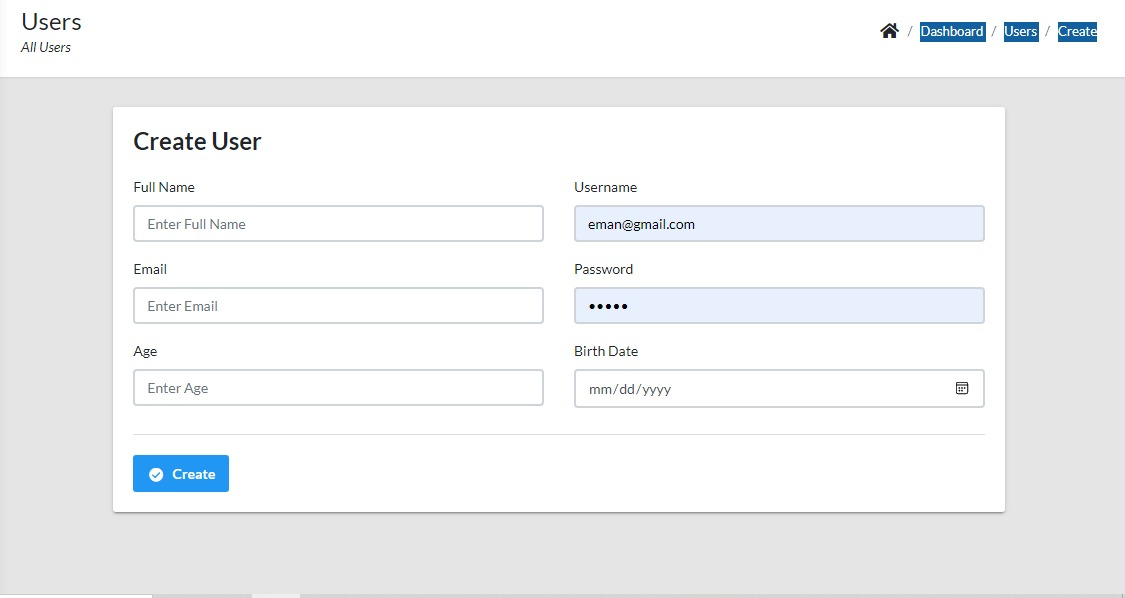 Users
All Users
/ Dashboard / Users / Create
Create User
Full Name
Enter Full Name
Username
eman@gmail.com
Email
Enter Email
Password
•••••
Age
Enter Age
Birth Date
mm/dd/yyyy
Create